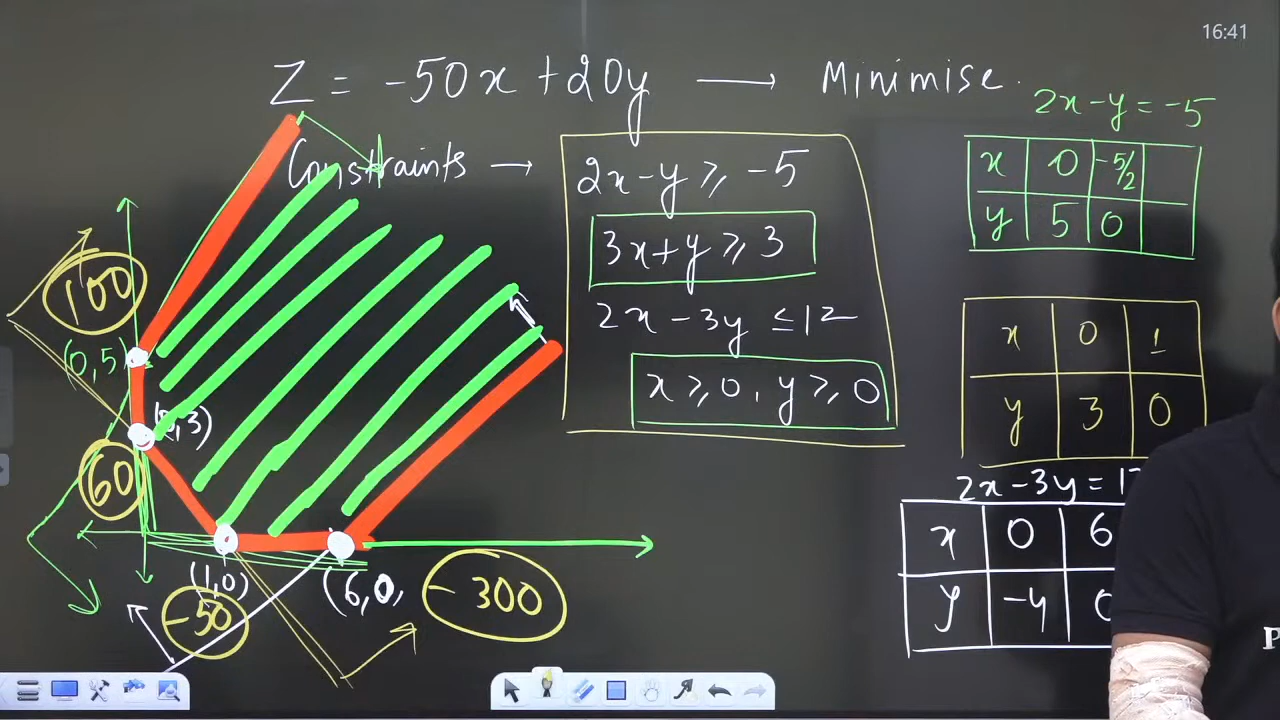 16:41
Z = -50x + 20y → Minimise.
Constraints →
2x - y ≥ -5
3x + y ≥ 3
2x - 3y ≤ 12
x ≥ 0, y ≥ 0
2x - y = -5
x 0 -5/2
y 5 0
x 0 1
y 3 0
2x - 3y = 1
x 0 6
y -4 0
100
(0, 5)
(0, 3)
60
(1, 0)
-50
(6, 0,
-300
P